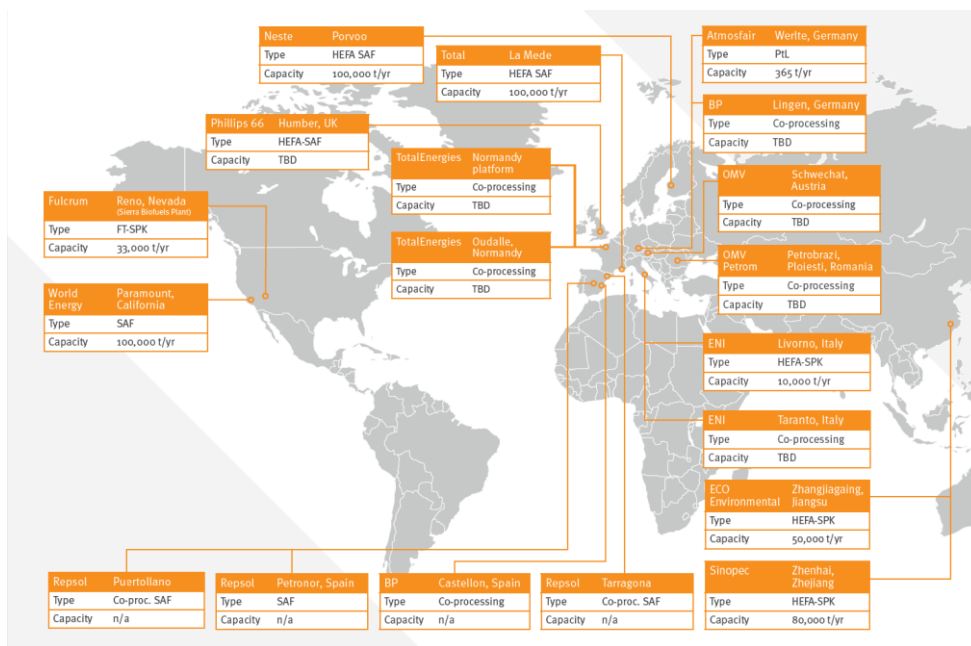 Neste Porvoo
Type HEFA SAF
Capacity 100,000 t/yr
Total La Mede
Type HEFA SAF
Capacity 100,000 t/yr
Atmosfair Werlte, Germany
Type PtL
Capacity 365 t/yr
BP Lingen, Germany
Type Co-processing
Capacity TBD
Phillips 66 Humber, UK
Type HEFA-SAF
Capacity TBD
TotalEnergies Normandy
platform
Type Co-processing
Capacity TBD
OMV Schwechat,
Austria
Type Co-processing
Capacity TBD
Fulcrum Reno, Nevada
(Sierra Biofuels Plant)
Type FT-SPK
Capacity 33,000 t/yr
TotalEnergies Oudalle,
Normandy
Type Co-processing
Capacity TBD
OMV Petrobrazi,
Petrom Ploiesti, Romania
Type Co-processing
Capacity TBD
World Paramount,
Energy California
Type SAF
Capacity 100,000 t/yr
ENI Livorno, Italy
Type HEFA-SPK
Capacity 10,000 t/yr
ENI Taranto, Italy
Type Co-processing
Capacity TBD
ECO Zhangjiagaing,
Environmental Jiangsu
Type HEFA-SPK
Capacity 50,000 t/yr
Repsol Puertollano
Type Co-proc. SAF
Capacity n/a
Repsol Petronor, Spain
Type SAF
Capacity n/a
BP Castellon, Spain
Type Co-processing
Capacity n/a
Repsol Tarragona
Type Co-proc. SAF
Capacity n/a
Sinopec Zhenhai,
Zhejiang
Type HEFA-SPK
Capacity 80,000 t/yr